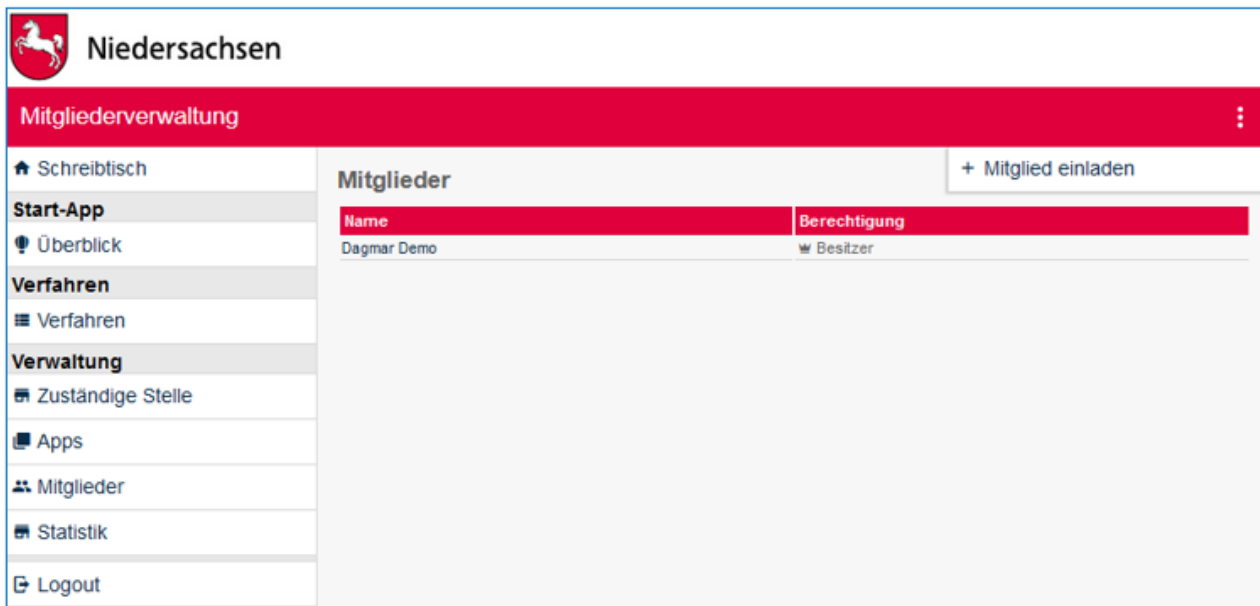 Niedersachsen
Mitgliederverwaltung
Schreibtisch
Start-App
Überblick
Verfahren
Verfahren
Verwaltung
Zuständige Stelle
Apps
Mitglieder
Statistik
Logout
+ Mitglied einladen
Mitglieder
Name Berechtigung
Dagmar Demo Besitzer